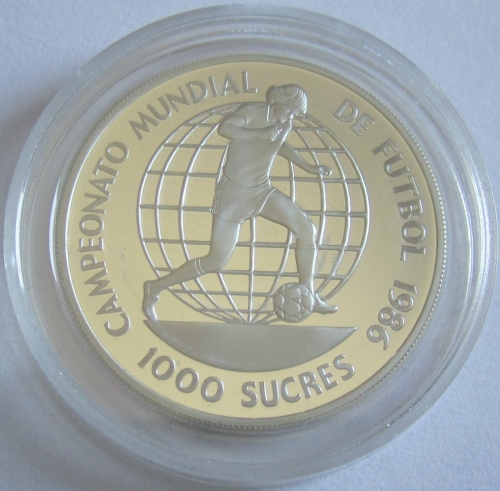 CAMPEONATO MUNDIAL DE FUTBOL 1986
1000 SUCRES